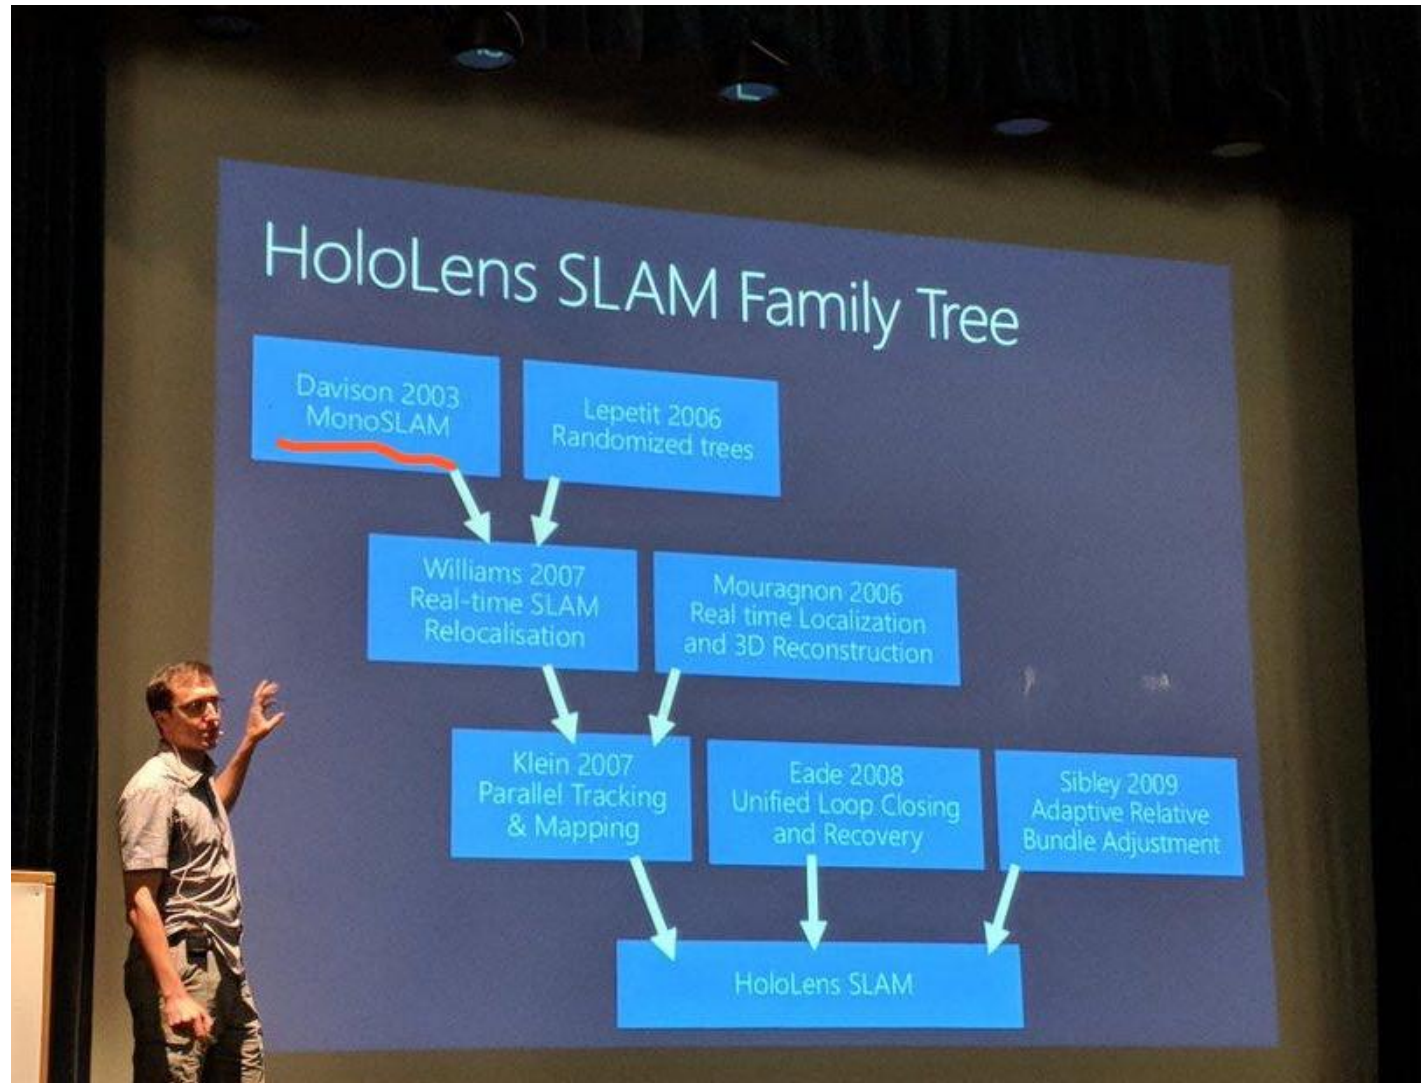 HoloLens SLAM Family Tree
Davison 2003
MonoSLAM
Lepetit 2006
Randomized trees
Williams 2007
Real-time SLAM
Relocalisation
Mouragnon 2006
Real time Localization
and 3D Reconstruction
Klein 2007
Parallel Tracking
& Mapping
Eade 2008
Unified Loop Closing
and Recovery
Sibley 2009
Adaptive Relative
Bundle Adjustment
HoloLens SLAM